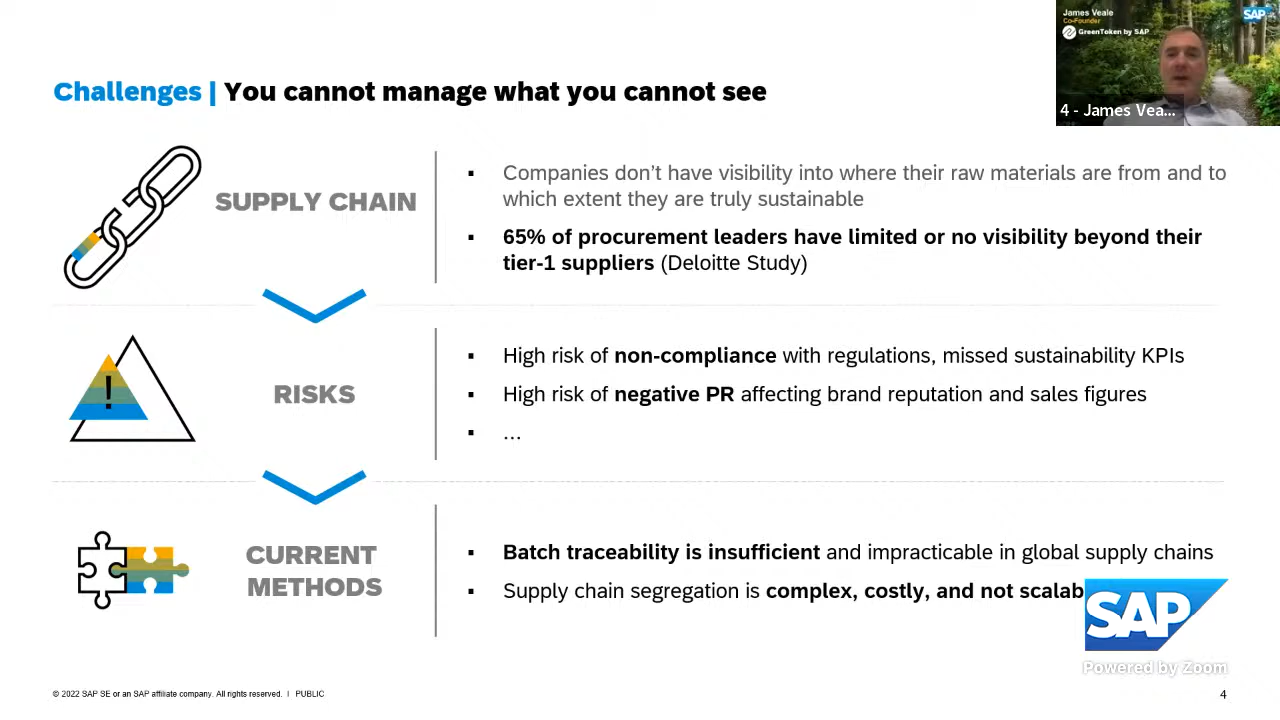 James Veale
Co-Founder
GreenToken by SAP
SAP
4 - James Vea...
Challenges | You cannot manage what you cannot see
SUPPLY CHAIN
▪ Companies don't have visibility into where their raw materials are from and to
which extent they are truly sustainable
▪ 65% of procurement leaders have limited or no visibility beyond their
tier-1 suppliers (Deloitte Study)
!
RISKS
▪ High risk of non-compliance with regulations, missed sustainability KPIs
▪ High risk of negative PR affecting brand reputation and sales figures
▪ ...
CURRENT
METHODS
▪ Batch traceability is insufficient and impracticable in global supply chains
▪ Supply chain segregation is complex, costly, and not scalab
SAP
Powered by Zoom
© 2022 SAP SE or an SAP affiliate company. All rights reserved. | PUBLIC
4